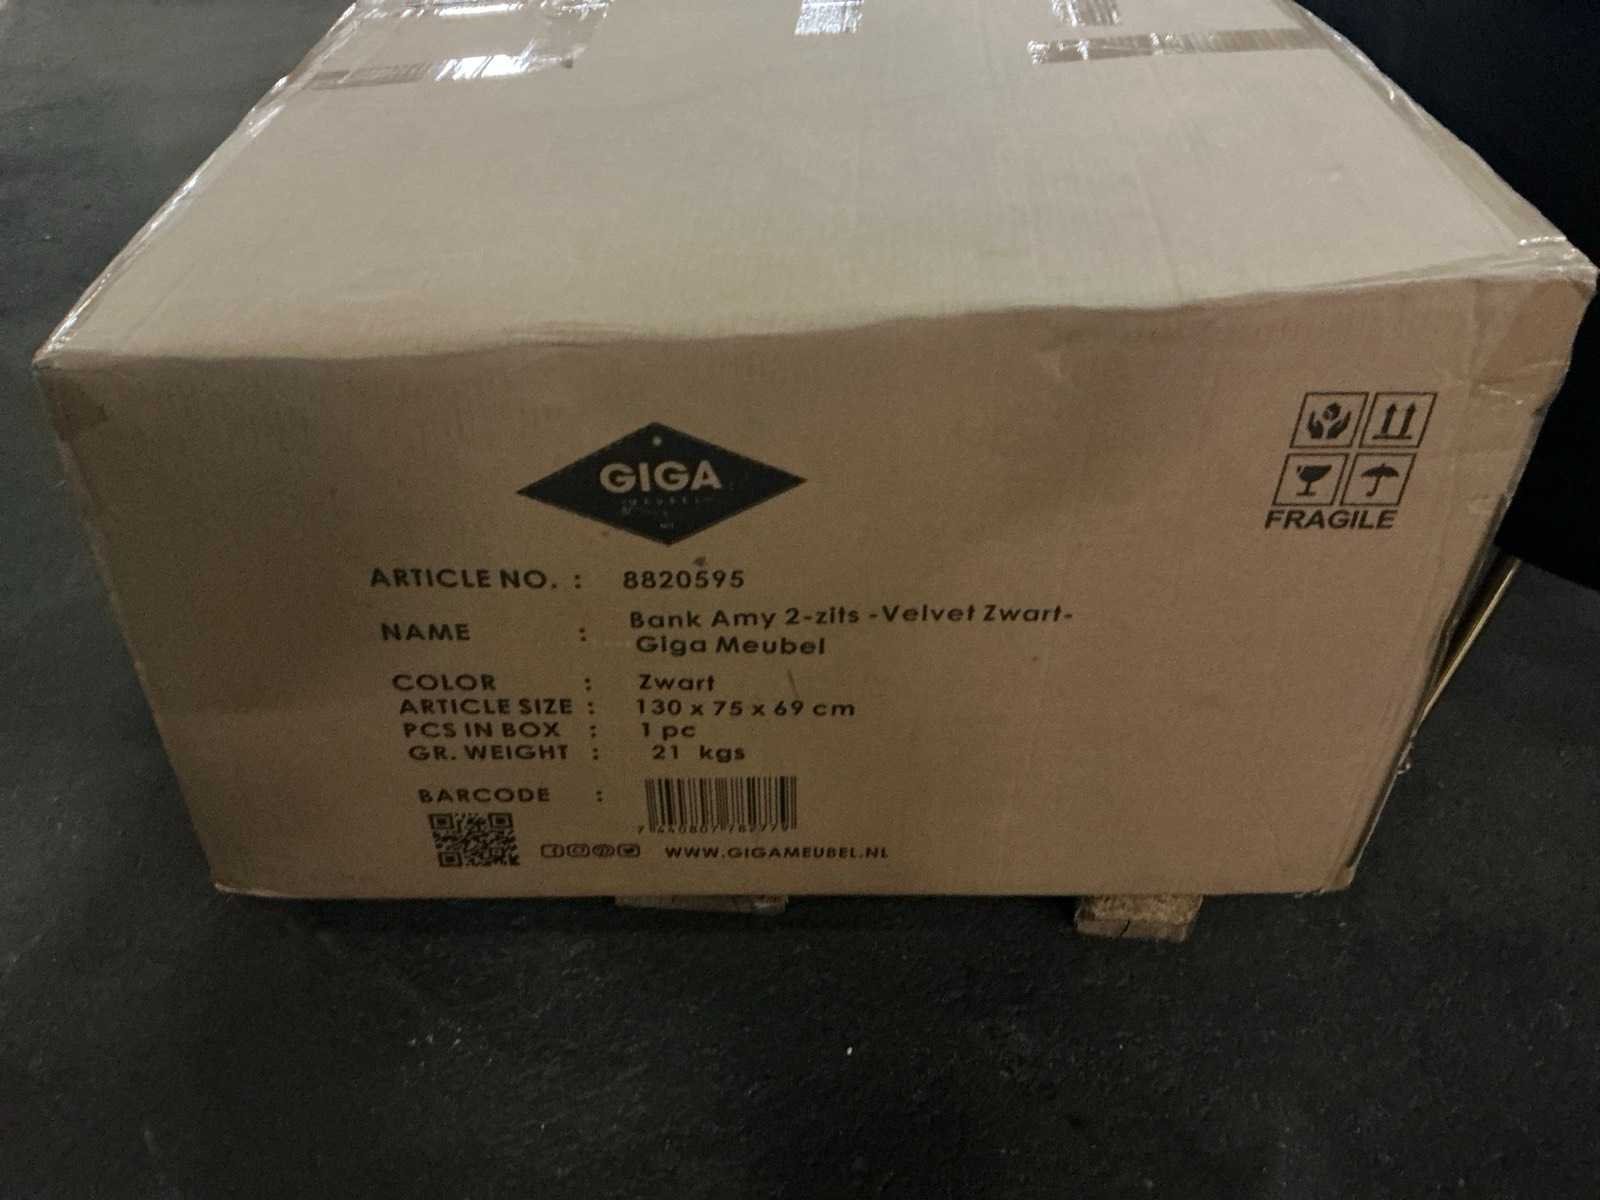 GIGA
FRAGILE
ARTICLE NO. : 8820595
NAME : Bank Amy 2-zits -Velvet Zwart-
Giga Meubel
COLOR : Zwart
ARTICLE SIZE : 130 x 75 x 69 cm
PCS IN BOX : 1 pc
GR. WEIGHT : 21 kgs
BARCODE :
WWW.GIGAMEUBEL.NL